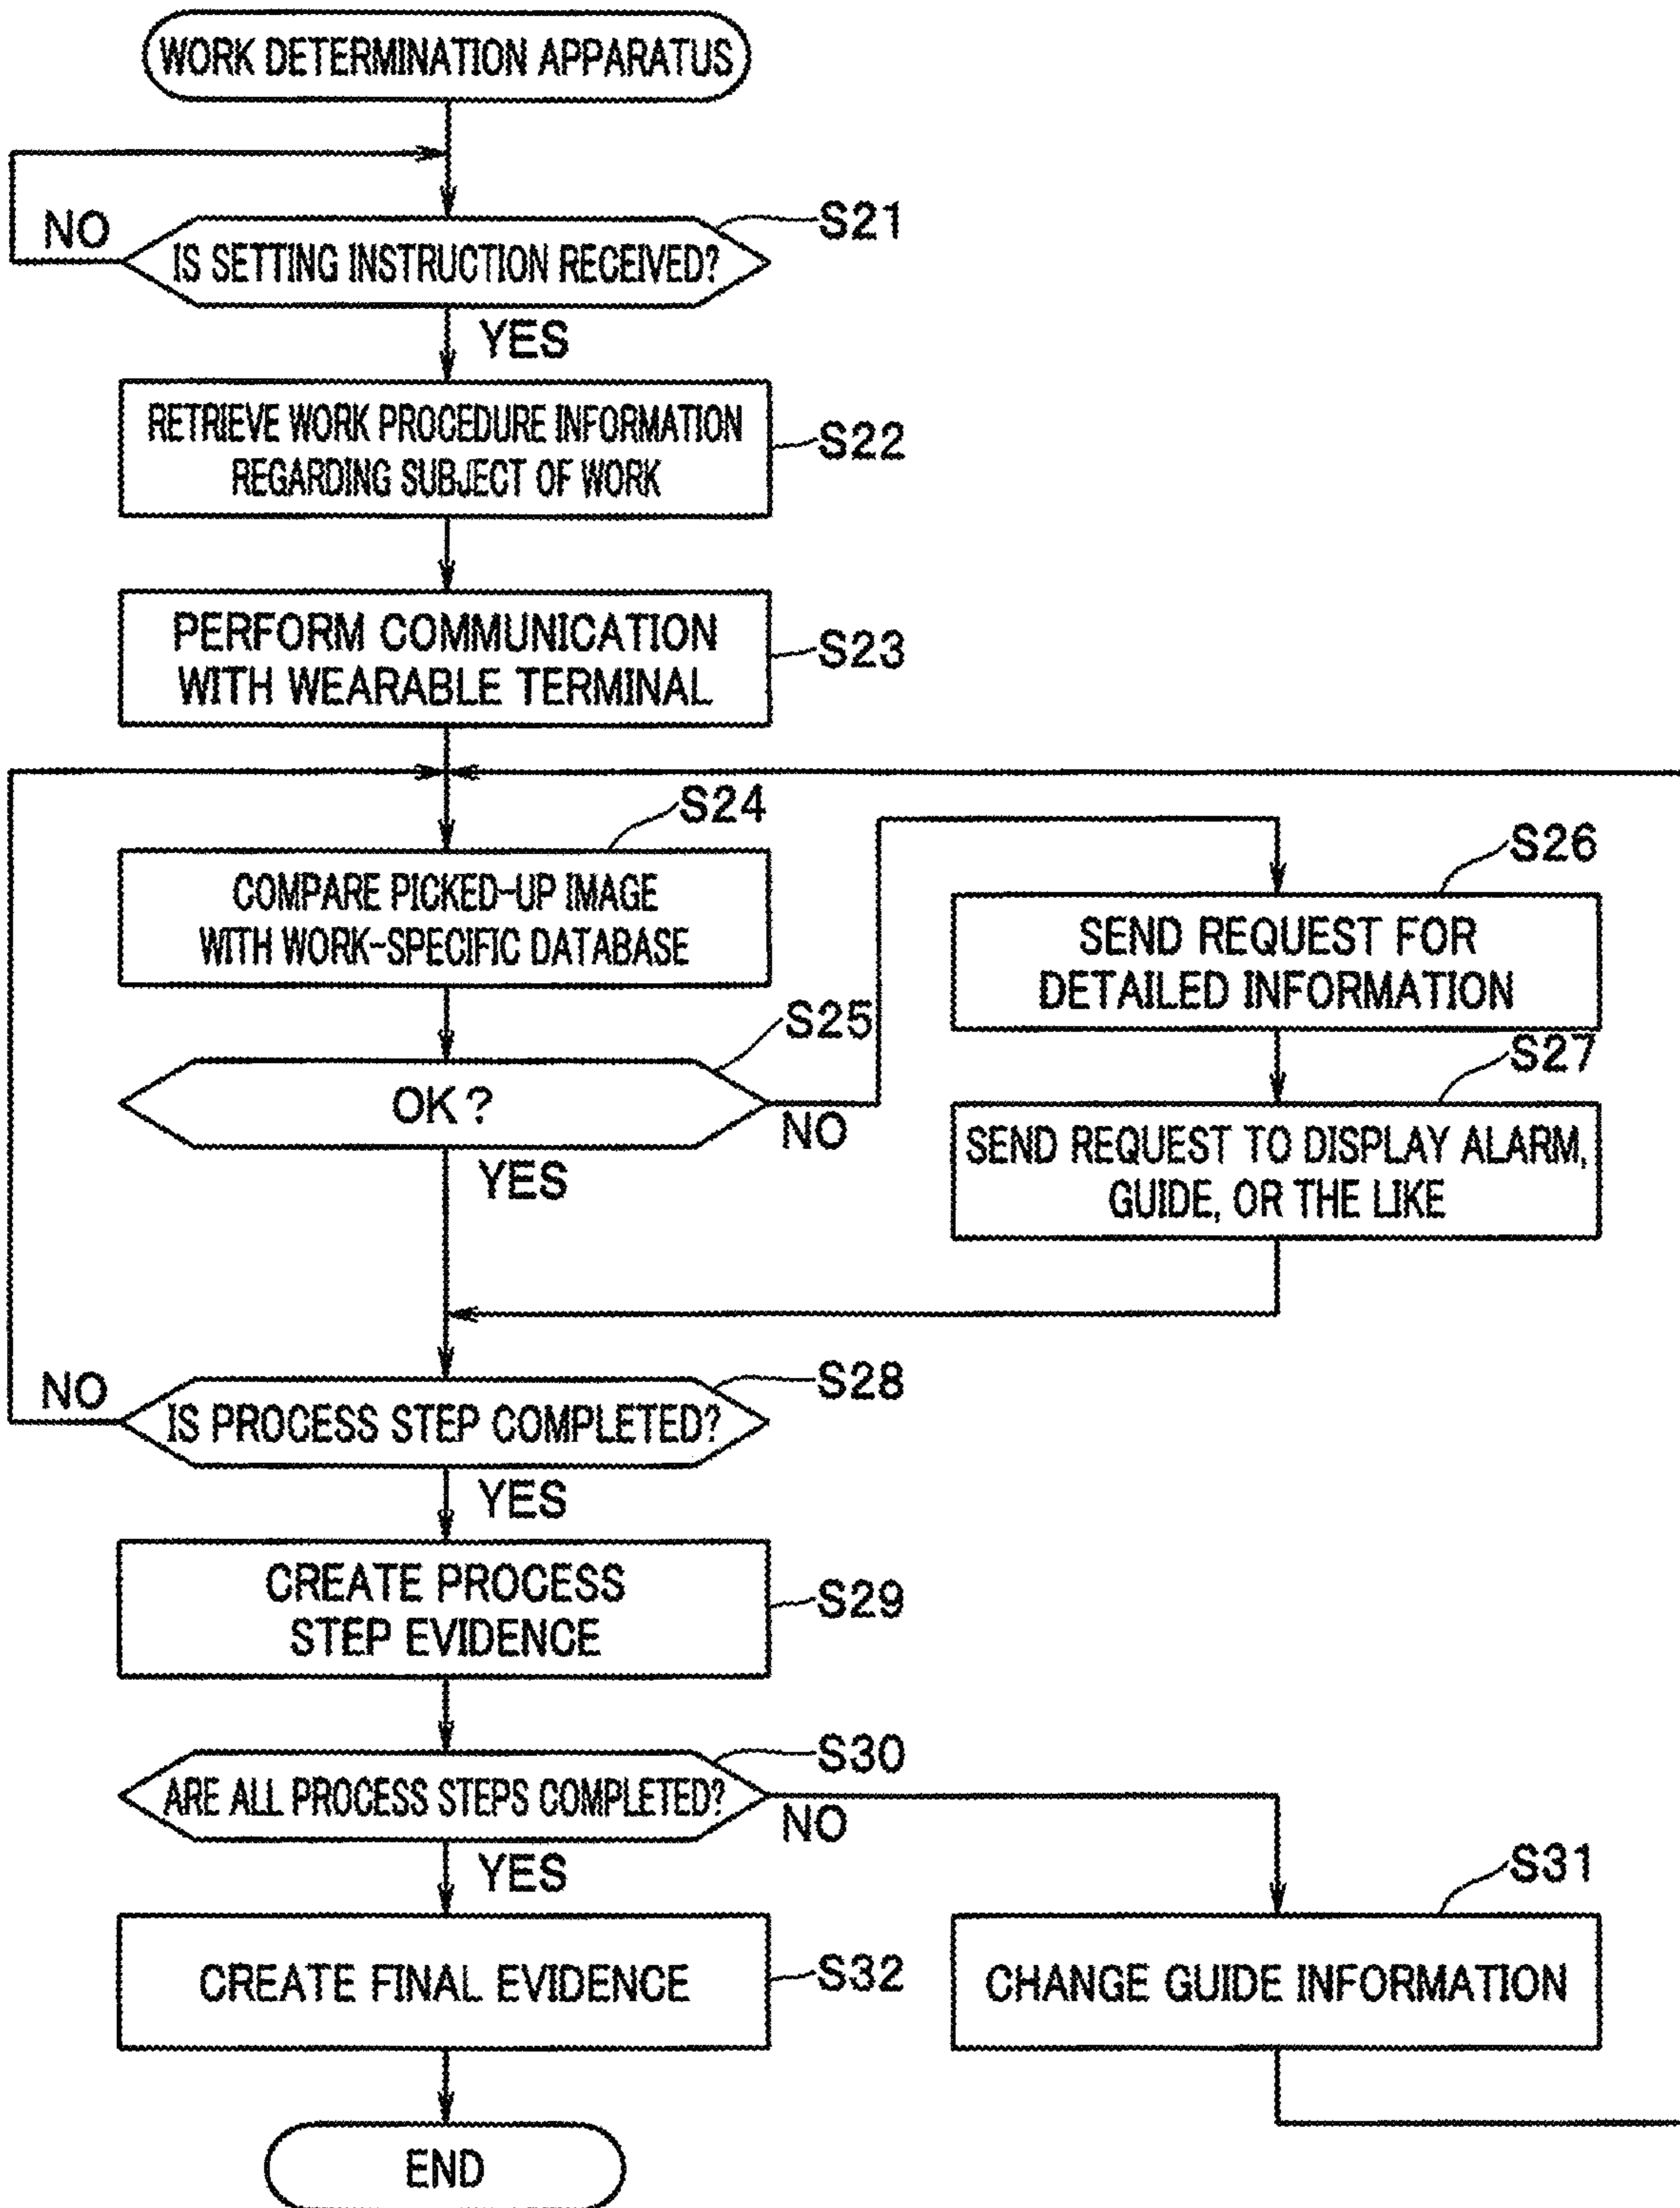 WORK DETERMINATION APPARATUS
NO
S21
IS SETTING INSTRUCTION RECEIVED?
YES
RETRIEVE WORK PROCEDURE INFORMATION
REGARDING SUBJECT OF WORK
S22
PERFORM COMMUNICATION
WITH WEARABLE TERMINAL
S23
S24
COMPARE PICKED-UP IMAGE
WITH WORK-SPECIFIC DATABASE
S25
OK?
NO
YES
S26
SEND REQUEST FOR
DETAILED INFORMATION
S27
SEND REQUEST TO DISPLAY ALARM,
GUIDE, OR THE LIKE
NO
S28
IS PROCESS STEP COMPLETED?
YES
CREATE PROCESS
STEP EVIDENCE
S29
S30
ARE ALL PROCESS STEPS COMPLETED?
NO
YES
S31
CHANGE GUIDE INFORMATION
CREATE FINAL EVIDENCE
S32
END